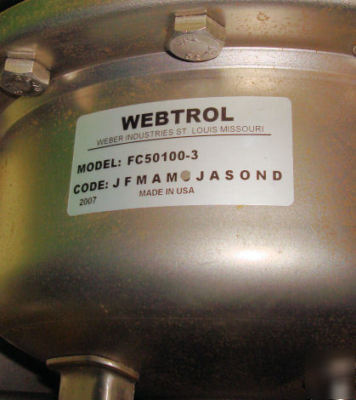 WEBTROL
WEBER INDUSTRIES ST. LOUIS MISSOURI
MODEL: FC50100-3
CODE: J F M A M J A S O N D
2007
MADE IN USA